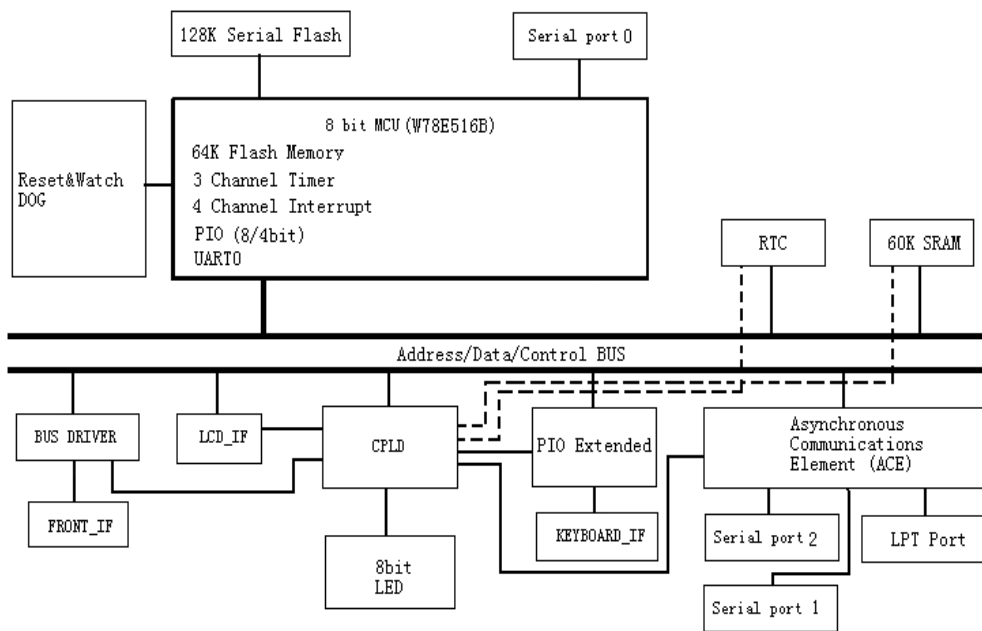 128K Serial Flash
Serial port 0
8 bit MCU (W78E516B)
64K Flash Memory
3 Channel Timer
4 Channel Interrupt
PIO (8/4bit)
UART0
Reset&Watch
DOG
RTC
60K SRAM
Address/Data/Control BUS
BUS DRIVER
LCD_IF
CPLD
PIO Extended
Asynchronous
Communications
Element (ACE)
FRONT_IF
8bit
LED
KEYBOARD_IF
Serial port 2
LPT Port
Serial port 1